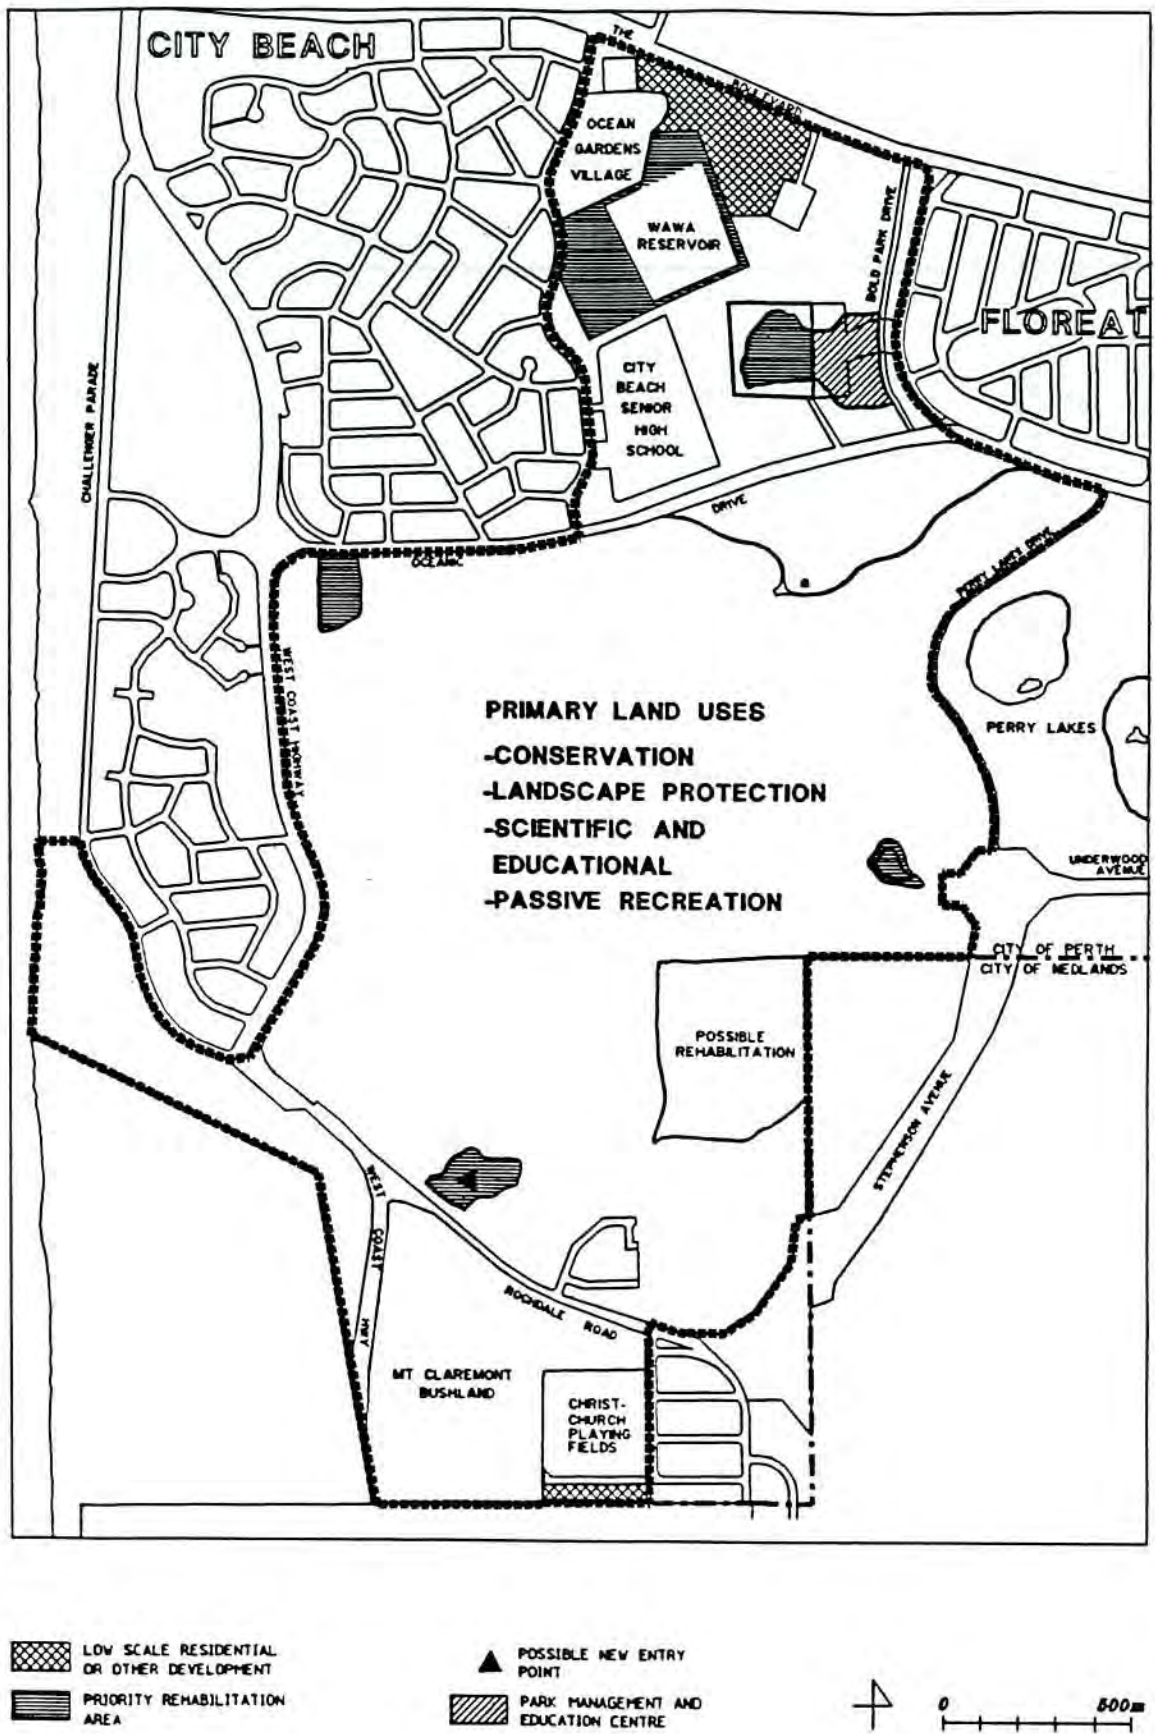 CITY BEACH
THE
BOULEVARD
OCEAN
GARDENS
VILLAGE
WAWA
RESERVOIR
BOLD PARK DRIVE
FLOREAT
CITY
BEACH
SENIOR
HIGH
SCHOOL
CHALLENGER PARADE
DRIVE
OCEANIC
PERRY LAKES DRIVE
WEST COAST HIGHWAY
PRIMARY LAND USES
-CONSERVATION
-LANDSCAPE PROTECTION
-SCIENTIFIC AND
EDUCATIONAL
-PASSIVE RECREATION
PERRY LAKES
UNDERWOOD
AVENUE
CITY OF PERTH
CITY OF NEDLANDS
POSSIBLE
REHABILITATION
STEPHENSON AVENUE
WEST COAST HWY
ROCHDALE ROAD
MT CLAREMONT
BUSHLAND
CHRIST-
CHURCH
PLAYING
FIELDS
LOW SCALE RESIDENTIAL
OR OTHER DEVELOPMENT
PRIORITY REHABILITATION
AREA
POSSIBLE NEW ENTRY
POINT
PARK MANAGEMENT AND
EDUCATION CENTRE
0 500m